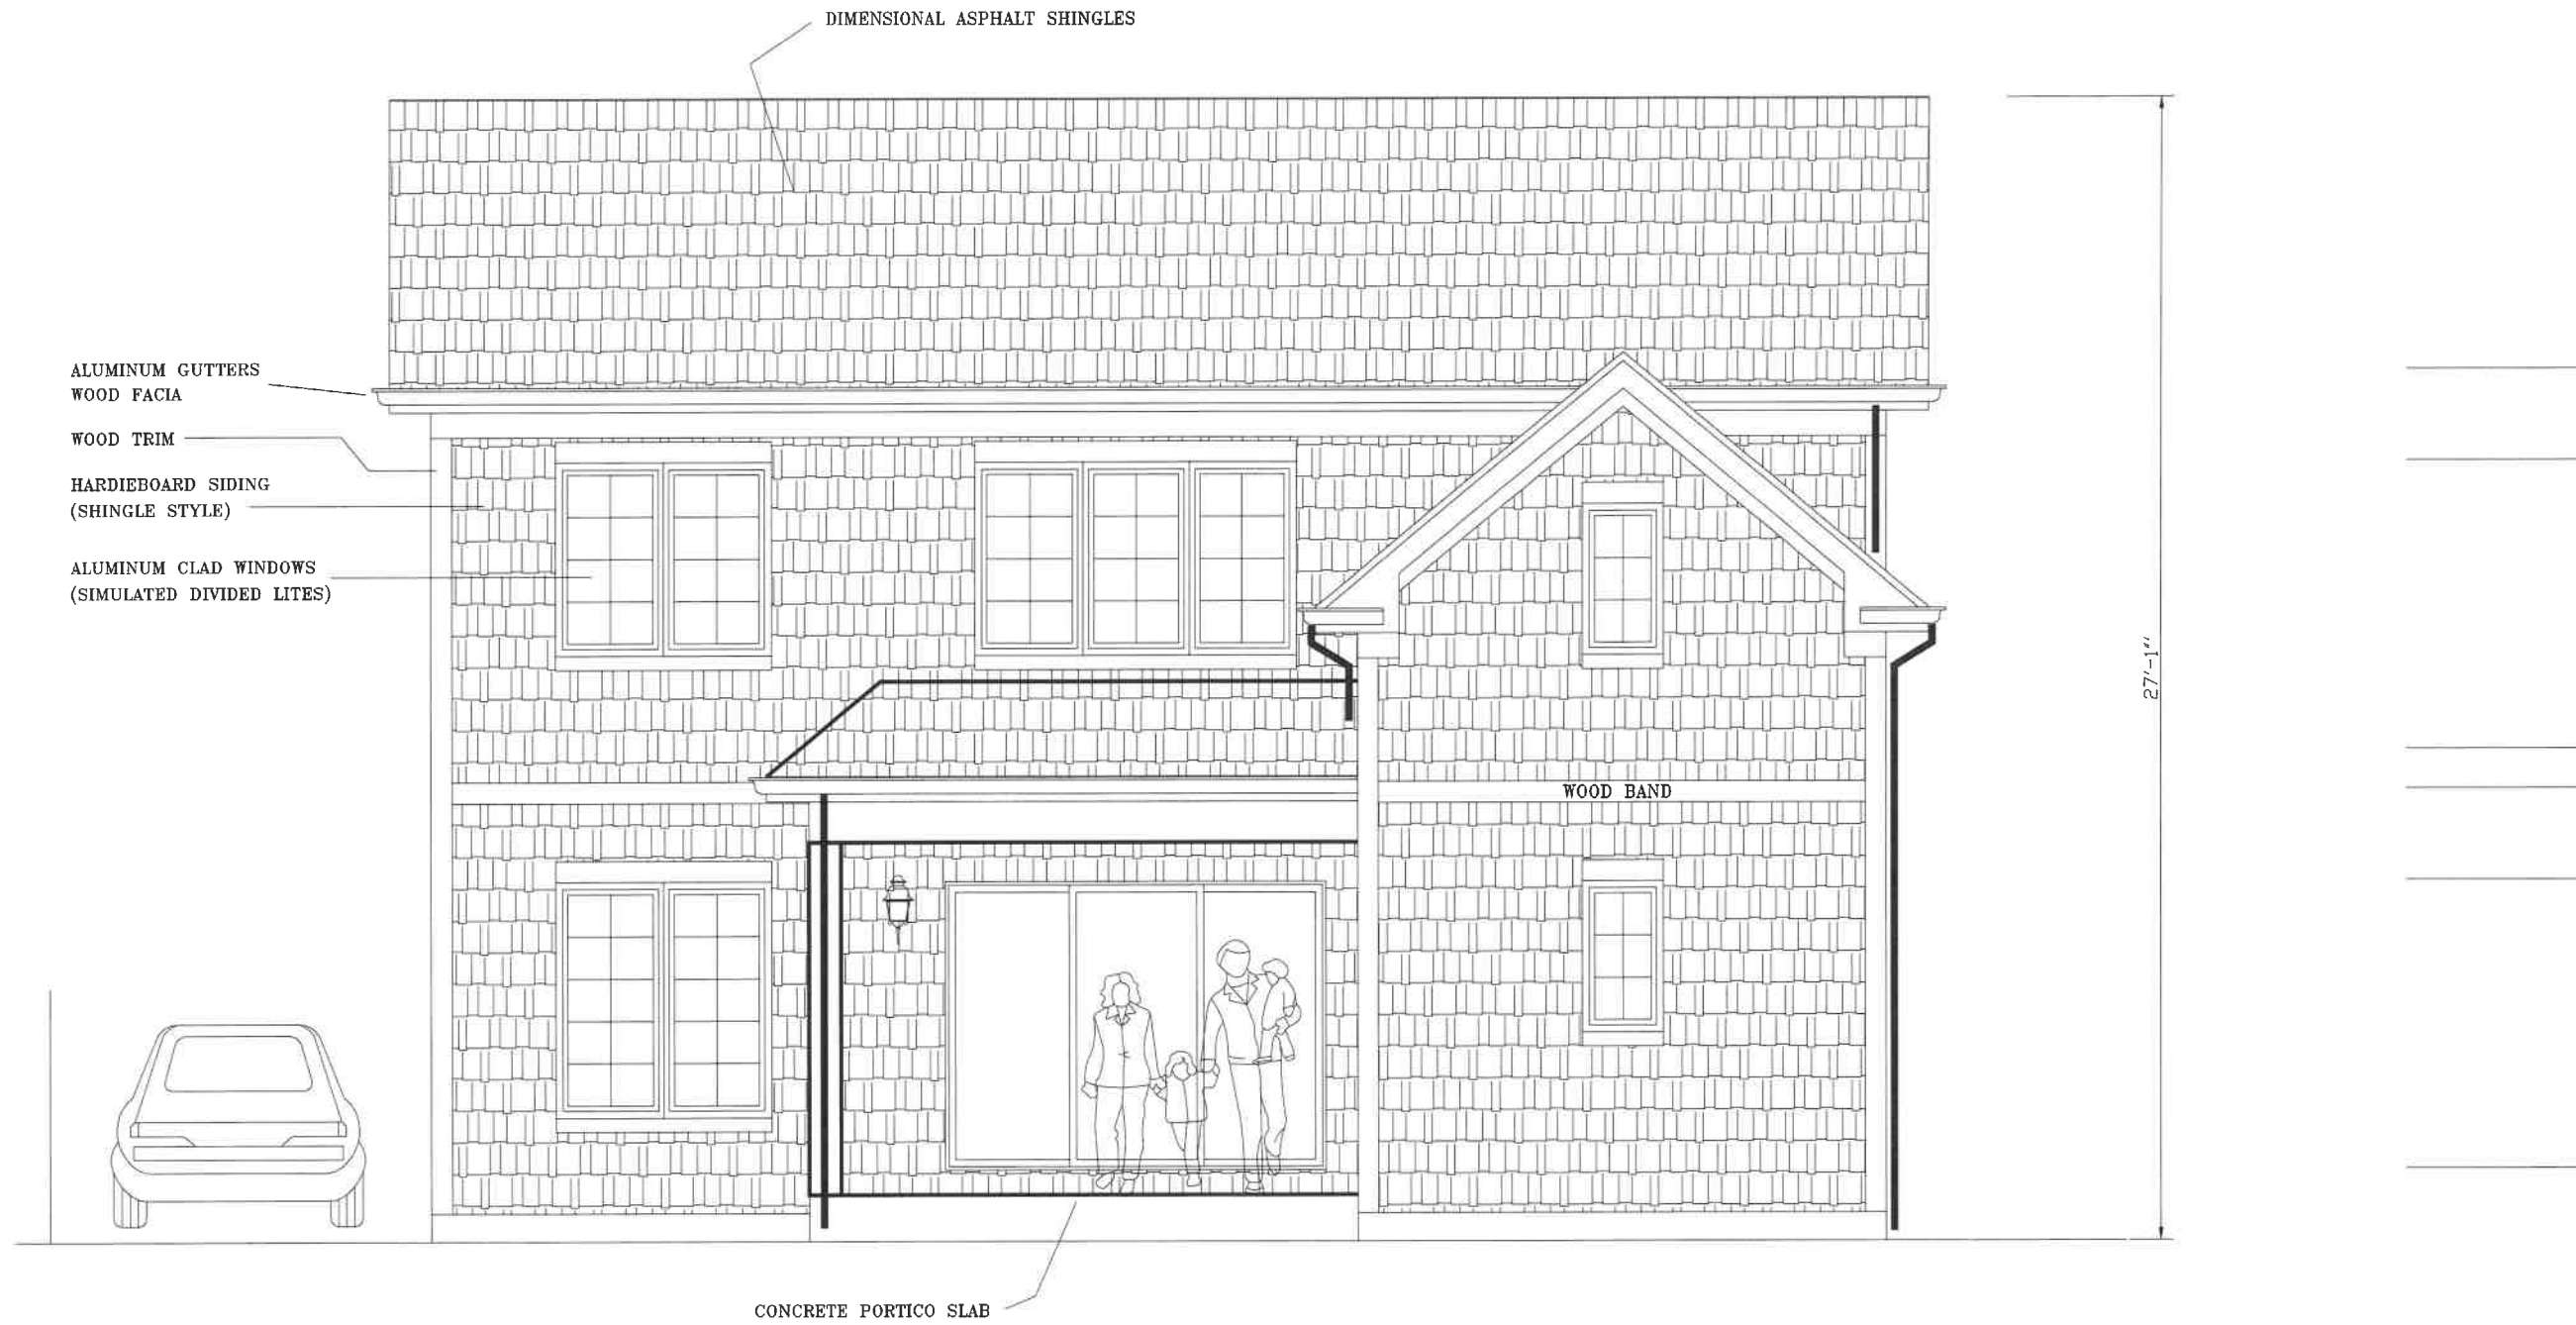 DIMENSIONAL ASPHALT SHINGLES
ALUMINUM GUTTERS
WOOD FACIA
WOOD TRIM
HARDIEBOARD SIDING
(SHINGLE STYLE)
ALUMINUM CLAD WINDOWS
(SIMULATED DIVIDED LITES)
27'-1"
WOOD BAND
CONCRETE PORTICO SLAB